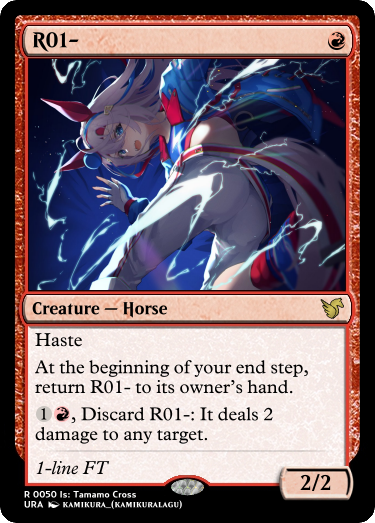 R01-
Creature — Horse
Haste
At the beginning of your end step,
return R01- to its owner's hand.
1, Discard R01-: It deals 2
damage to any target.
1-line FT
2/2
R 0050 Is: Tamamo Cross
URA KAMIKURA_(KAMIKURALAGU)